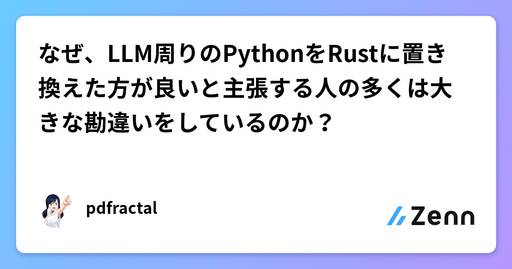 なぜ、LLM周りのPythonをRustに置き
換えた方が良いと主張する人の多くは大
きな勘違いをしているのか？
pdfractal
Zenn